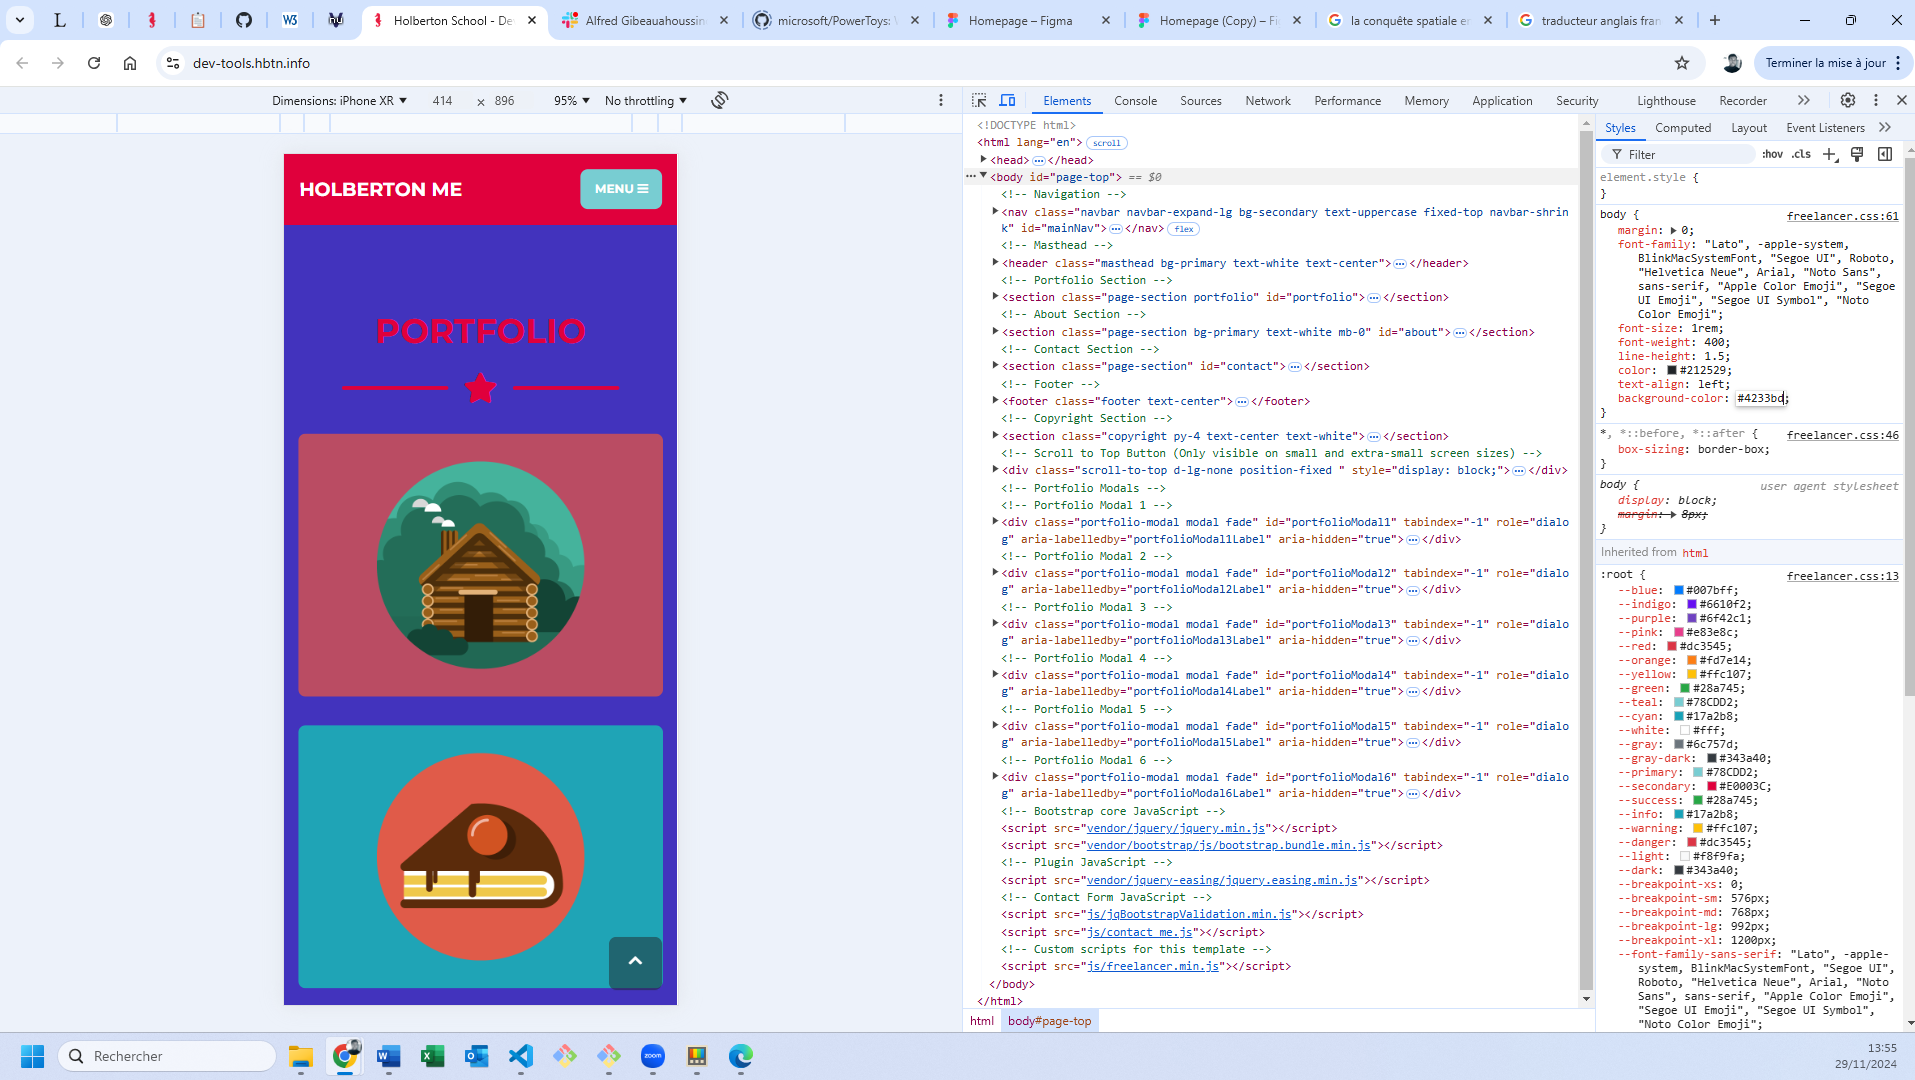 Holberton School - De
Alfred Gibeauahoussin
microsoft/PowerToys: 
Homepage – Figma
Homepage (Copy) – Fi
la conquête spatiale e
traducteur anglais fran
dev-tools.hbtn.info
Terminer la mise à jour
Dimensions: iPhone XR 414 × 896 95% No throttling
Elements Console Sources Network Performance Memory Application Security Lighthouse Recorder
HOLBERTON ME
MENU
PORTFOLIO
<!DOCTYPE html>
<html lang="en"> scroll
<head> ⋯ </head>
<body id="page-top"> == $0
<!-- Navigation -->
<nav class="navbar navbar-expand-lg bg-secondary text-uppercase fixed-top navbar-shrin
k" id="mainNav"> ⋯ </nav> flex
<!-- Masthead -->
<header class="masthead bg-primary text-white text-center"> ⋯ </header>
<!-- Portfolio Section -->
<section class="page-section portfolio" id="portfolio"> ⋯ </section>
<!-- About Section -->
<section class="page-section bg-primary text-white mb-0" id="about"> ⋯ </section>
<!-- Contact Section -->
<section class="page-section" id="contact"> ⋯ </section>
<!-- Footer -->
<footer class="footer text-center"> ⋯ </footer>
<!-- Copyright Section -->
<section class="copyright py-4 text-center text-white"> ⋯ </section>
<!-- Scroll to Top Button (Only visible on small and extra-small screen sizes) -->
<div class="scroll-to-top d-lg-none position-fixed " style="display: block;"> ⋯ </div>
<!-- Portfolio Modals -->
<!-- Portfolio Modal 1 -->
<div class="portfolio-modal modal fade" id="portfolioModal1" tabindex="-1" role="dialo
g" aria-labelledby="portfolioModal1Label" aria-hidden="true"> ⋯ </div>
<!-- Portfolio Modal 2 -->
<div class="portfolio-modal modal fade" id="portfolioModal2" tabindex="-1" role="dialo
g" aria-labelledby="portfolioModal2Label" aria-hidden="true"> ⋯ </div>
<!-- Portfolio Modal 3 -->
<div class="portfolio-modal modal fade" id="portfolioModal3" tabindex="-1" role="dialo
g" aria-labelledby="portfolioModal3Label" aria-hidden="true"> ⋯ </div>
<!-- Portfolio Modal 4 -->
<div class="portfolio-modal modal fade" id="portfolioModal4" tabindex="-1" role="dialo
g" aria-labelledby="portfolioModal4Label" aria-hidden="true"> ⋯ </div>
<!-- Portfolio Modal 5 -->
<div class="portfolio-modal modal fade" id="portfolioModal5" tabindex="-1" role="dialo
g" aria-labelledby="portfolioModal5Label" aria-hidden="true"> ⋯ </div>
<!-- Portfolio Modal 6 -->
<div class="portfolio-modal modal fade" id="portfolioModal6" tabindex="-1" role="dialo
g" aria-labelledby="portfolioModal6Label" aria-hidden="true"> ⋯ </div>
<!-- Bootstrap core JavaScript -->
<script src="vendor/jquery/jquery.min.js"></script>
<script src="vendor/bootstrap/js/bootstrap.bundle.min.js"></script>
<!-- Plugin JavaScript -->
<script src="vendor/jquery-easing/jquery.easing.min.js"></script>
<!-- Contact Form JavaScript -->
<script src="js/jqBootstrapValidation.min.js"></script>
<script src="js/contact_me.js"></script>
<!-- Custom scripts for this template -->
<script src="js/freelancer.min.js"></script>
</body>
</html>
html body#page-top
Styles Computed Layout Event Listeners
Filter :hov .cls
element.style {
}
body { freelancer.css:61
margin: 0;
font-family: "Lato", -apple-system,
BlinkMacSystemFont, "Segoe UI", Roboto,
"Helvetica Neue", Arial, "Noto Sans",
sans-serif, "Apple Color Emoji", "Segoe
UI Emoji", "Segoe UI Symbol", "Noto
Color Emoji";
font-size: 1rem;
font-weight: 400;
line-height: 1.5;
color: #212529;
text-align: left;
background-color: #4233bd;
}
*, *::before, *::after { freelancer.css:46
box-sizing: border-box;
}
body { user agent stylesheet
display: block;
margin: 8px;
}
Inherited from html
:root { freelancer.css:13
--blue: #007bff;
--indigo: #6610f2;
--purple: #6f42c1;
--pink: #e83e8c;
--red: #dc3545;
--orange: #fd7e14;
--yellow: #ffc107;
--green: #28a745;
--teal: #78CDD2;
--cyan: #17a2b8;
--white: #fff;
--gray: #6c757d;
--gray-dark: #343a40;
--primary: #78CDD2;
--secondary: #E0003C;
--success: #28a745;
--info: #17a2b8;
--warning: #ffc107;
--danger: #dc3545;
--light: #f8f9fa;
--dark: #343a40;
--breakpoint-xs: 0;
--breakpoint-sm: 576px;
--breakpoint-md: 768px;
--breakpoint-lg: 992px;
--breakpoint-xl: 1200px;
--font-family-sans-serif: "Lato", -apple-
system, BlinkMacSystemFont, "Segoe UI",
Roboto, "Helvetica Neue", Arial, "Noto
Sans", sans-serif, "Apple Color Emoji",
"Segoe UI Emoji", "Segoe UI Symbol",
"Noto Color Emoji";
Rechercher
zoom
13:55
29/11/2024